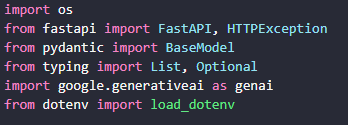 import os
from fastapi import FastAPI, HTTPException
from pydantic import BaseModel
from typing import List, Optional
import google.generativeai as genai
from dotenv import load_dotenv